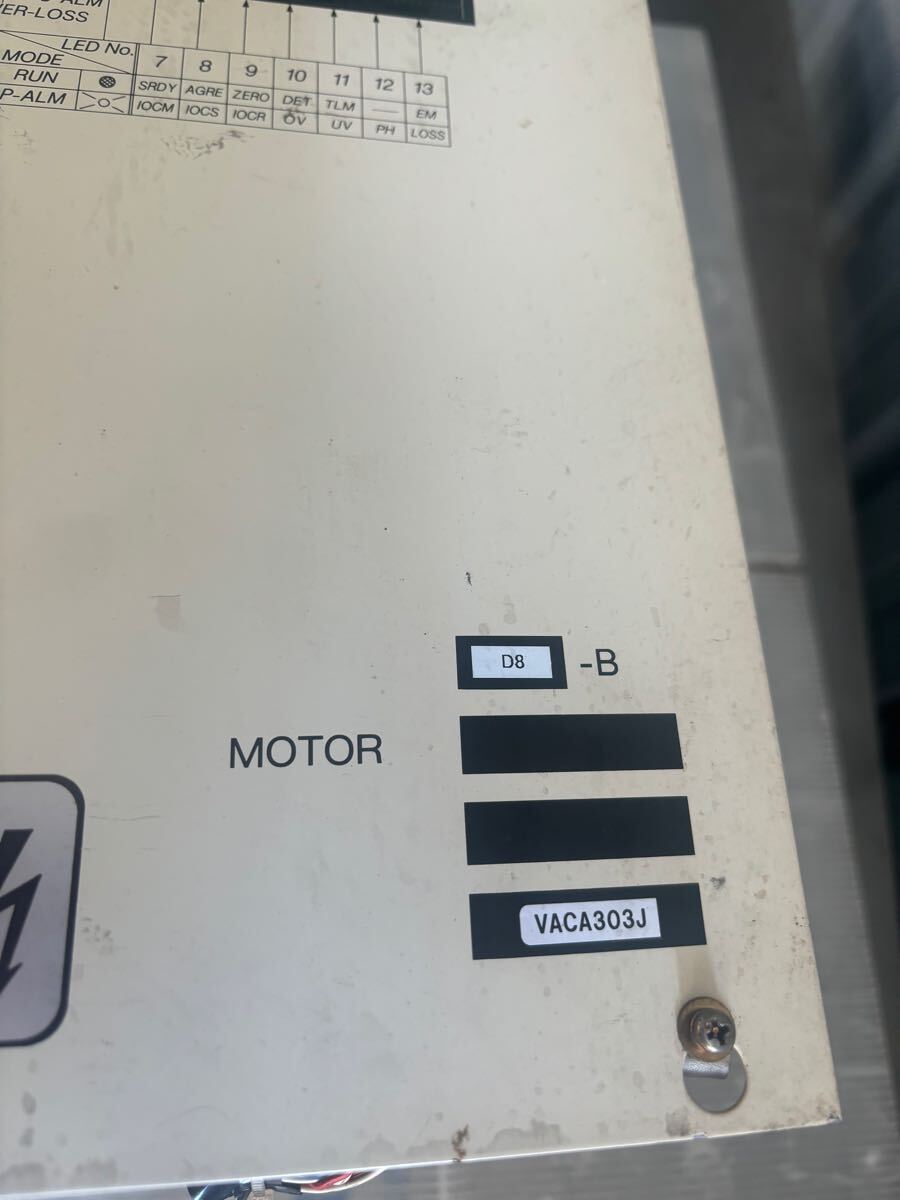 ER-LOSS
LED No.
MODE
7 8 9 10 11 12 13
RUN SRDY AGRE ZERO DET TLM — EM
P-ALM IOCM IOCS IOCR OV UV PH LOSS
D8 -B
MOTOR
VACA303J